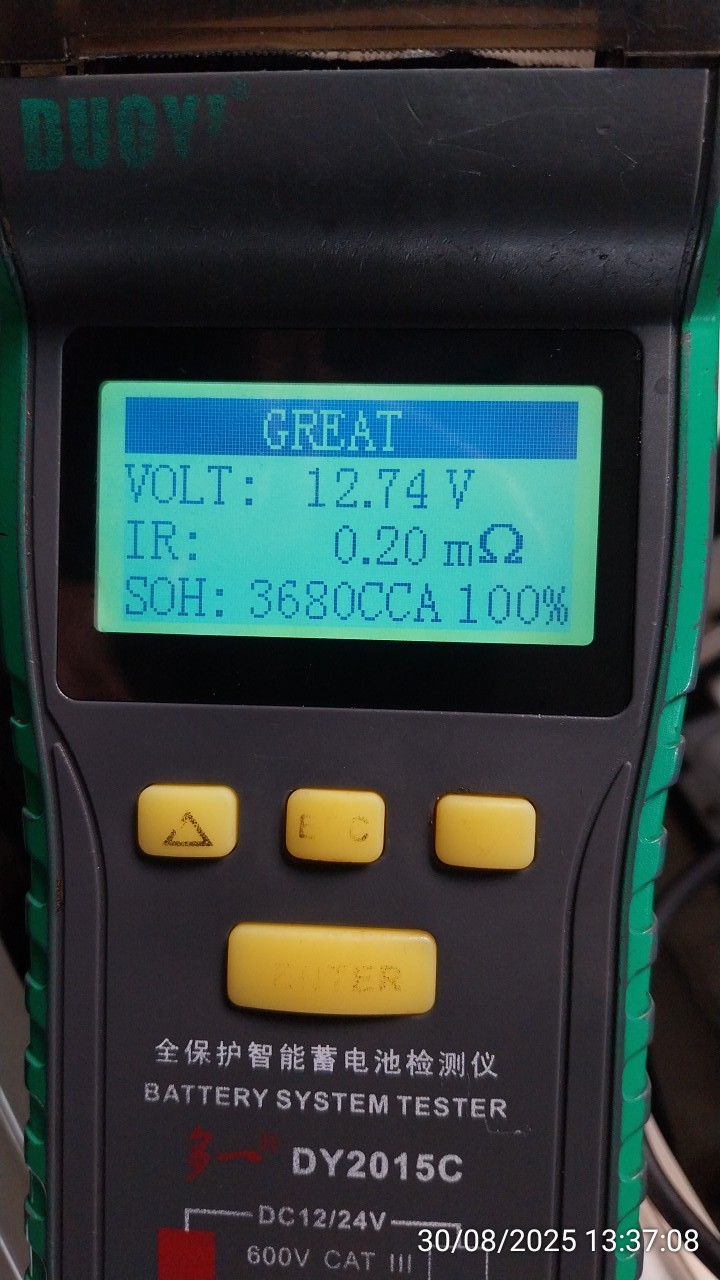 DUOYI
GREAT
VOLT: 12.74 V
IR: 0.20 mΩ
SOH: 3680CCA 100%
ENTER
全保护智能蓄电池检测仪
BATTERY SYSTEM TESTER
多一 DY2015C
DC12/24V
600V CAT III
30/08/2025 13:37:08